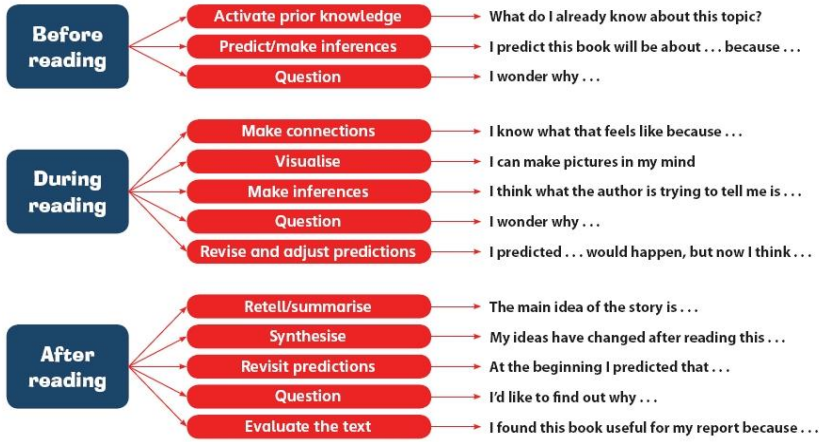 Before
reading
Activate prior knowledge
What do I already know about this topic?
Predict/make inferences
I predict this book will be about . . . because . . .
Question
I wonder why . . .
During
reading
Make connections
I know what that feels like because . . .
Visualise
I can make pictures in my mind
Make inferences
I think what the author is trying to tell me is . . .
Question
I wonder why . . .
Revise and adjust predictions
I predicted . . . would happen, but now I think . . .
After
reading
Retell/summarise
The main idea of the story is . . .
Synthesise
My ideas have changed after reading this . . .
Revisit predictions
At the beginning I predicted that . . .
Question
I’d like to find out why . . .
Evaluate the text
I found this book useful for my report because . . .